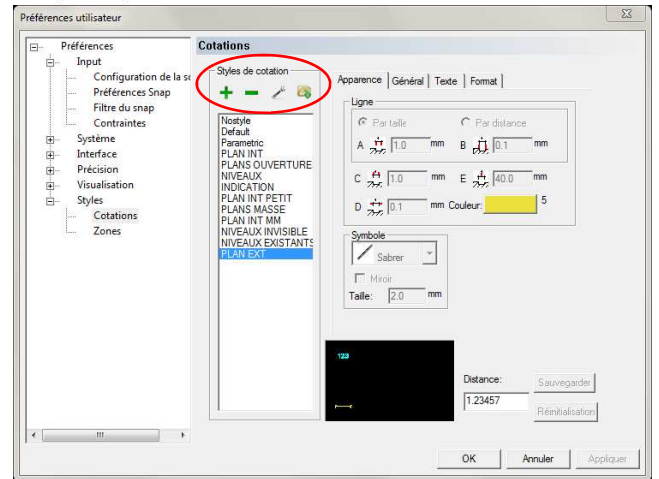 Préférences utilisateur
Préférences
Input
Configuration de la sc
Préférences Snap
Filtre du snap
Contraintes
Système
Interface
Précision
Visualisation
Styles
Cotations
Zones
Cotations
Styles de cotation
Nostyle
Default
Parametric
PLAN INT
PLANS OUVERTURE
NIVEAUX
INDICATION
PLAN INT PETIT
PLANS MASSE
PLAN INT MM
NIVEAUX INVISIBLE
NIVEAUX EXISTANTS
PLAN EXT
Apparence Général Texte Format
Ligne
Par taille Par distance
A 1.0 mm B 0.1 mm
C 1.0 mm E 40.0 mm
D 0.1 mm Couleur: 5
Symbole
Sabrer
Miroir
Taille: 2.0 mm
123
Distance:
1.23457
Sauvegarder
Réinitialisation
OK Annuler Appliquer